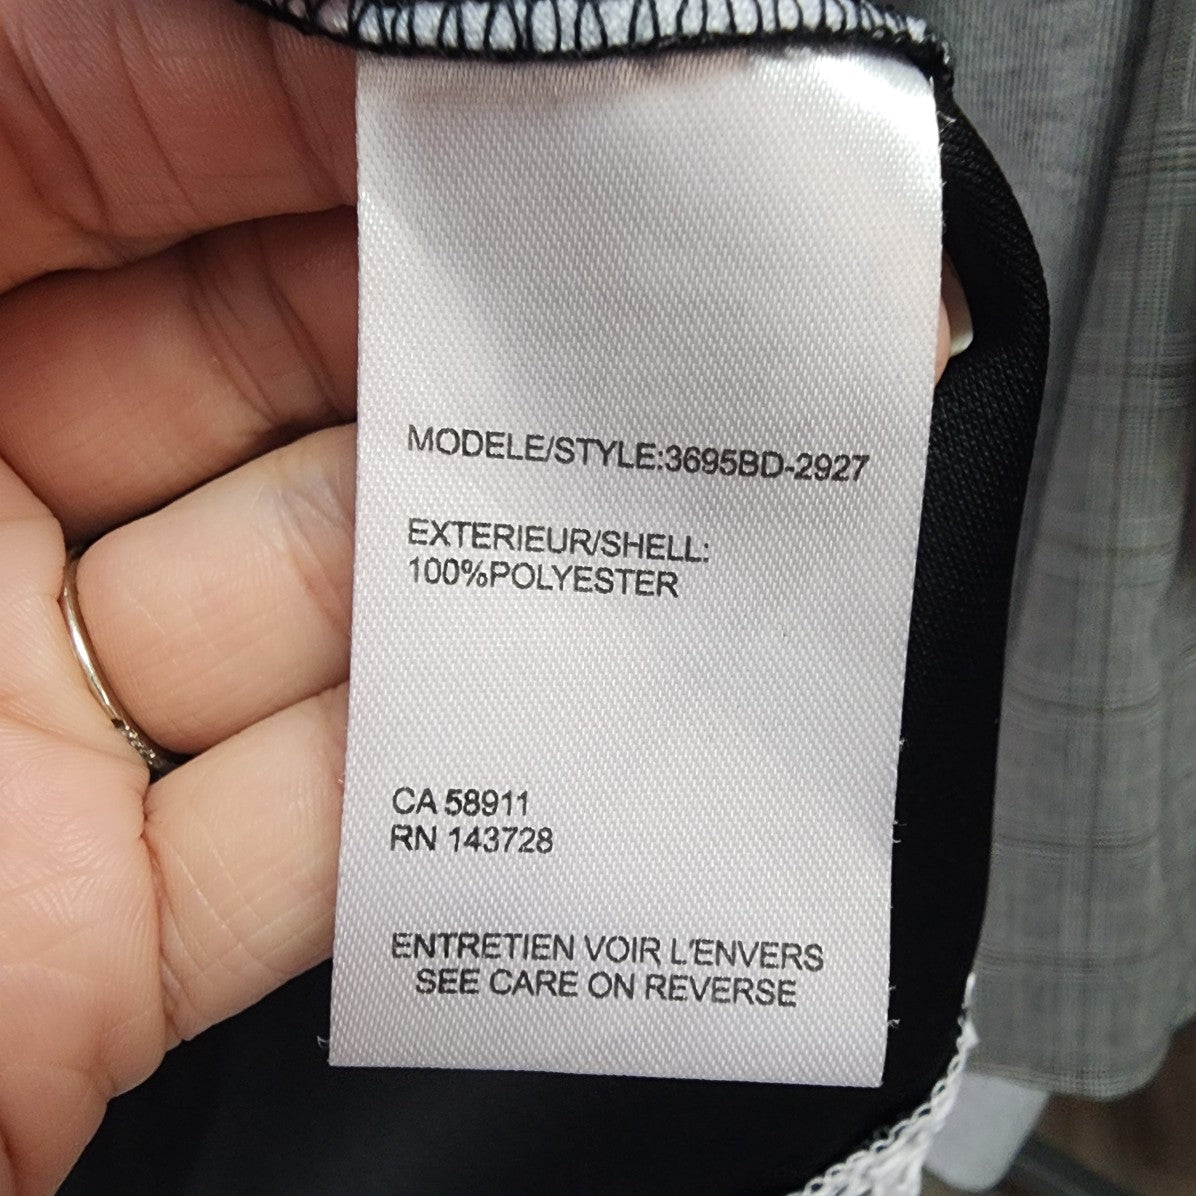 MODELE/STYLE:3695BD-2927
EXTERIEUR/SHELL:
100%POLYESTER
CA 58911
RN 143728
ENTRETIEN VOIR L'ENVERS
SEE CARE ON REVERSE